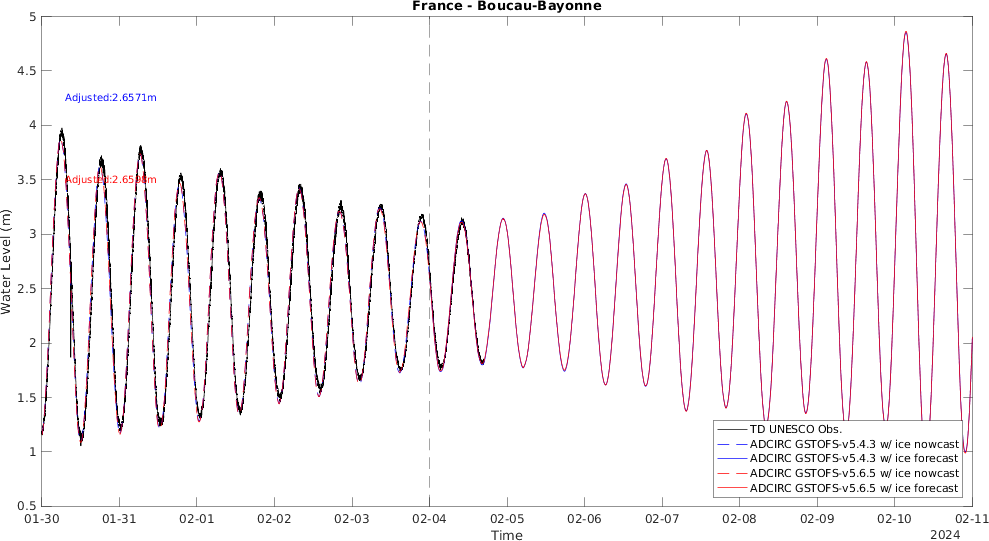 France - Boucau-Bayonne
Water Level (m)
5
4.5
4
3.5
3
2.5
2
1.5
1
0.5
Adjusted:2.6571m
TD UNESCO Obs.
ADCIRC GSTOFS-v5.4.3 w/ ice nowcast
ADCIRC GSTOFS-v5.4.3 w/ ice forecast
ADCIRC GSTOFS-v5.6.5 w/ ice nowcast
ADCIRC GSTOFS-v5.6.5 w/ ice forecast
01-30 01-31 02-01 02-02 02-03 02-04 02-05 02-06 02-07 02-08 02-09 02-10 02-11
Time
2024